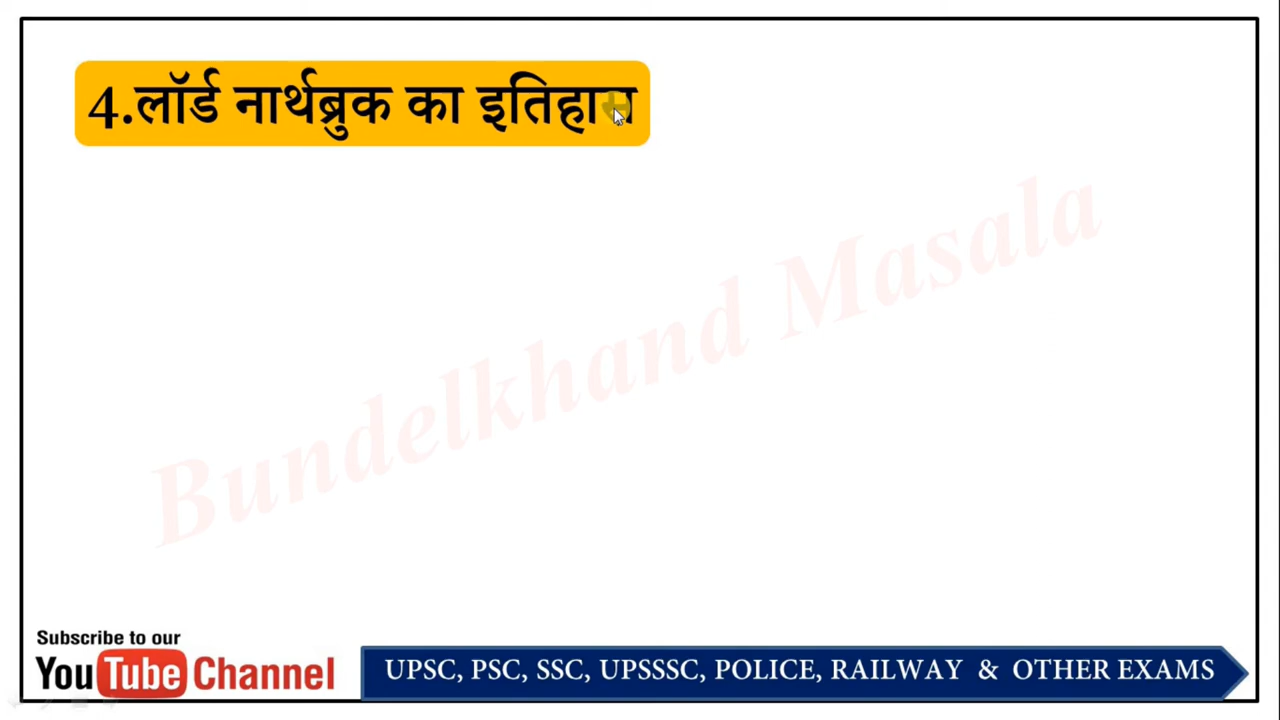 4.लॉर्ड नार्थब्रुक का इतिहास
Bundelkhand Masala
Subscribe to our
YouTube Channel
UPSC, PSC, SSC, UPSSSC, POLICE, RAILWAY & OTHER EXAMS